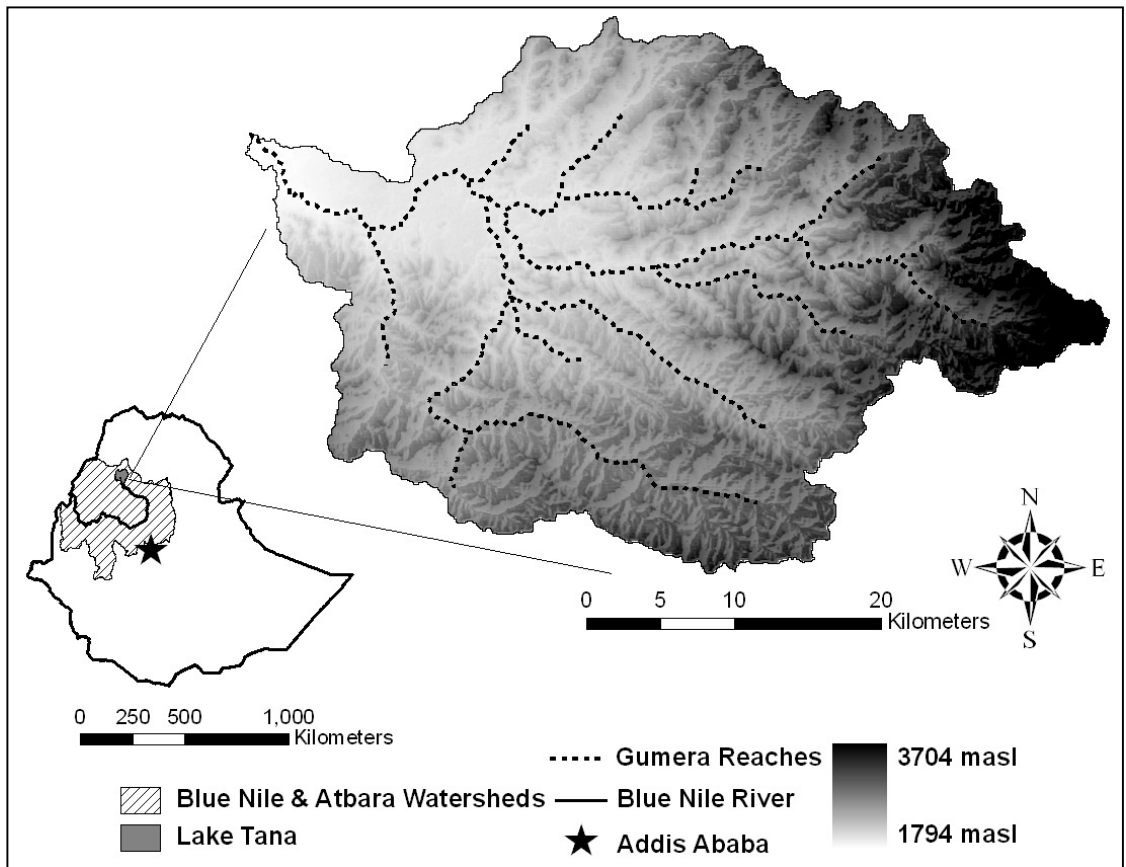 N
W E
S
0 5 10 20
Kilometers
0 250 500 1,000
Kilometers
Gumera Reaches
3704 masl
Blue Nile & Atbara Watersheds
Blue Nile River
Lake Tana
Addis Ababa
1794 masl